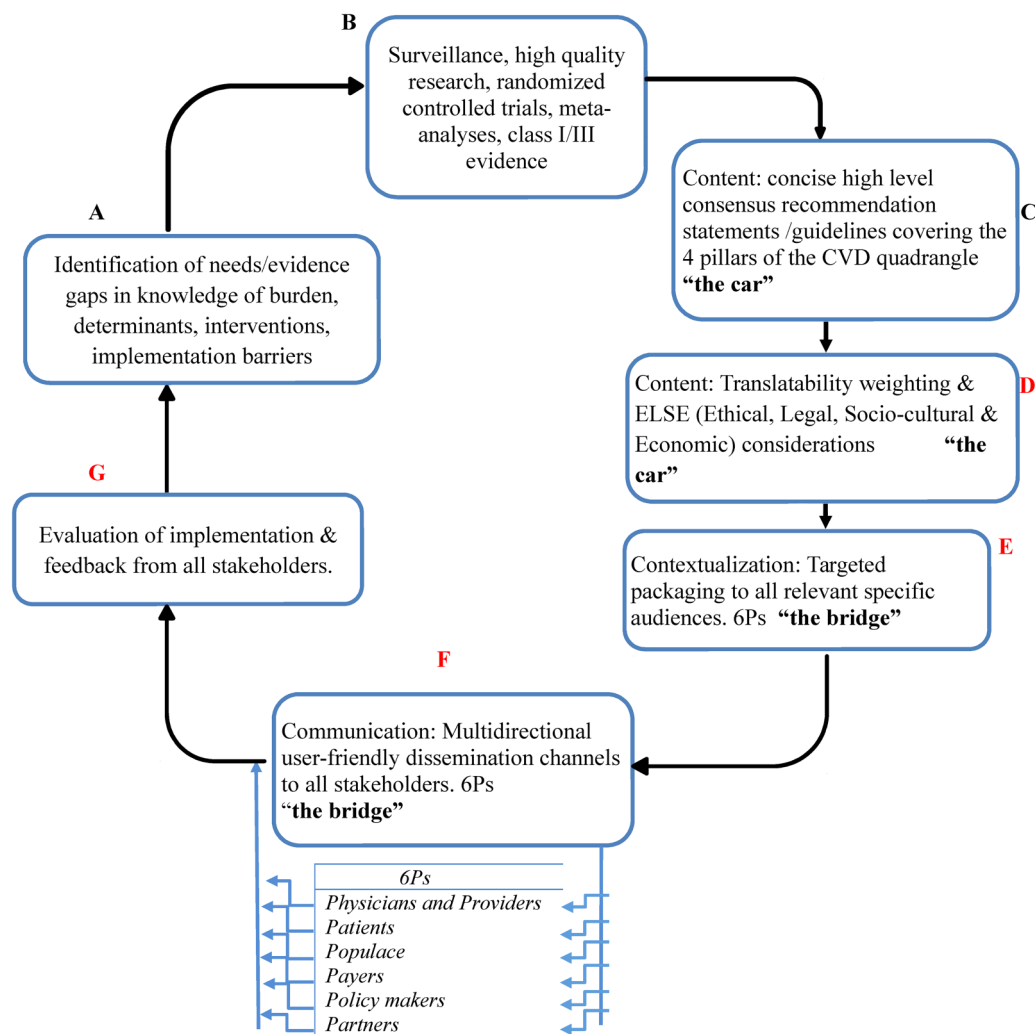 A
Identification of needs/evidence
gaps in knowledge of burden,
determinants, interventions,
implementation barriers
B
Surveillance, high quality
research, randomized
controlled trials, meta-
analyses, class I/III
evidence
C
Content: concise high level
consensus recommendation
statements /guidelines covering the
4 pillars of the CVD quadrangle
“the car”
D
Content: Translatability weighting &
ELSE (Ethical, Legal, Socio-cultural &
Economic) considerations “the
car”
E
Contextualization: Targeted
packaging to all relevant specific
audiences. 6Ps “the bridge”
F
Communication: Multidirectional
user-friendly dissemination channels
to all stakeholders. 6Ps
“the bridge”
6Ps
Physicians and Providers
Patients
Populace
Payers
Policy makers
Partners
G
Evaluation of implementation &
feedback from all stakeholders.